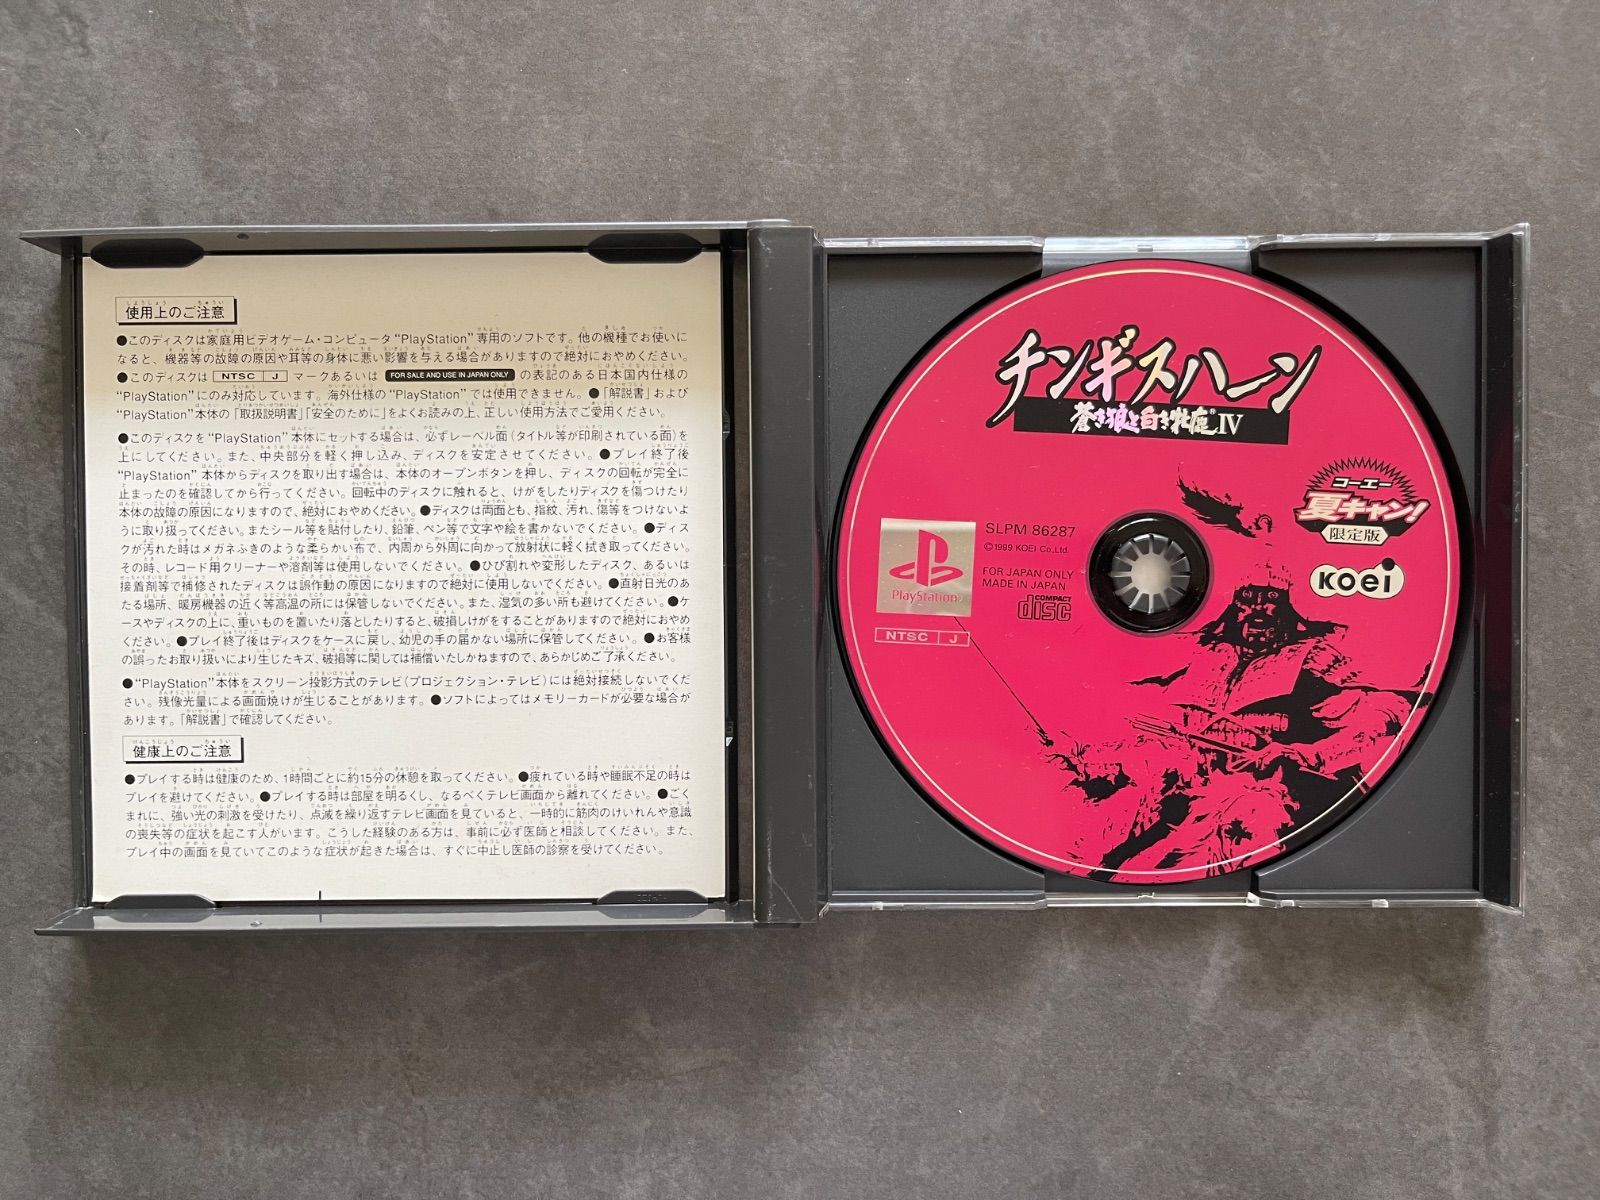 使用上のご注意
●このディスクは家庭用ビデオゲーム・コンピュータ“PlayStation”専用のソフトです。他の機種でお使いに
なると、機器等の故障の原因や耳等の身体に悪い影響を与える場合がありますので絶対におやめください。
●このディスクは NTSC J マークあるいは FOR SALE AND USE IN JAPAN ONLY の表記のある日本国内仕様の
“PlayStation”にのみ対応しています。海外仕様の“PlayStation”では使用できません。●「解説書」および
“PlayStation”本体の「取扱説明書」「安全のために」をよくお読みの上、正しい使用方法でご愛用ください。
●このディスクを“PlayStation”本体にセットする場合は、必ずレーベル面（タイトル等が印刷されている面）を
上にしてください。また、中央部分を軽く押し込み、ディスクを安定させてください。●プレイ終了後
“PlayStation”本体からディスクを取り出す場合は、本体のオープンボタンを押し、ディスクの回転が完全に
止まったのを確認してから行ってください。回転中のディスクに触れると、けがをしたりディスクを傷つけたり
本体の故障の原因になりますので、絶対におやめください。●ディスクは両面とも、指紋、汚れ、傷等をつけないよ
うに取り扱ってください。またシール等を貼付したり、鉛筆、ペン等で文字や絵を書かないでください。●ディス
クが汚れた時はメガネふきのような柔らかい布で、内周から外周に向かって放射状に軽く拭き取ってください。
その時、レコード用クリーナーや溶剤等は使用しないでください。●ひび割れや変形したディスク、あるいは
接着剤等で補修されたディスクは誤作動の原因になりますので絶対に使用しないでください。●直射日光のあ
たる場所、暖房機器の近く等高温の所には保管しないでください。また、湿気の多い所も避けてください。●ケ
ースやディスクの上に、重いものを置いたり落としたりすると、破損しけがをすることがありますので絶対におやめ
ください。●プレイ終了後はディスクをケースに戻し、幼児の手の届かない場所に保管してください。●お客様
の誤ったお取り扱いにより生じたキズ、破損等に関しては補償いたしかねますので、あらかじめご了承ください。
●“PlayStation”本体をスクリーン投影方式のテレビ（プロジェクション・テレビ）には絶対接続しないでくだ
さい。残像光量による画面焼けが生じることがあります。●ソフトによってはメモリーカードが必要な場合が
あります。「解説書」で確認してください。
健康上のご注意
●プレイする時は健康のため、1時間ごとに約15分の休憩を取ってください。●疲れている時や睡眠不足の時は
プレイを避けてください。●プレイする時は部屋を明るくし、なるべくテレビ画面から離れてください。●ごく
まれに、強い光の刺激を受けたり、点滅を繰り返すテレビ画面を見ていると、一時的に筋肉のけいれんや意識
の喪失等の症状を起こす人がいます。こうした経験のある方は、事前に必ず医師と相談してください。また、
プレイ中の画面を見ていてこのような症状が起きた場合は、すぐに中止し医師の診察を受けてください。
チンギスハーン
蒼き狼と白き牝鹿®IV
コーエー
夏キャン!
限定版
KOEI
PlayStation
NTSC J
SLPM 86287
©1999 KOEI Co.,Ltd.
FOR JAPAN ONLY
MADE IN JAPAN
COMPACT
disc